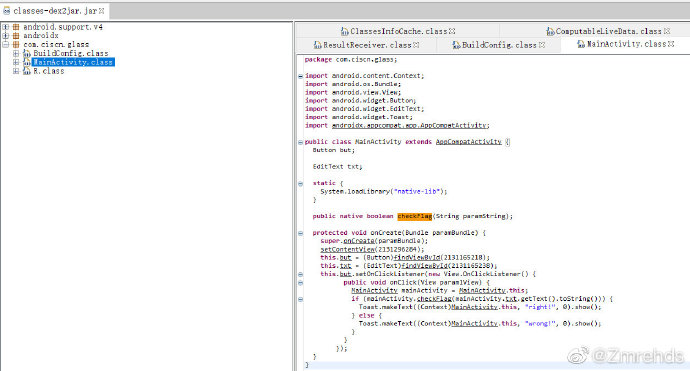 classes-dex2jar.jar
android.support.v4
androidx
com.ciscn.glass
BuildConfig.class
MainActivity.class
R.class
ClassesInfoCache.class
ComputableLiveData.class
ResultReceiver.class
BuildConfig.class
MainActivity.class
package com.ciscn.glass;
import android.content.Context;
import android.os.Bundle;
import android.view.View;
import android.widget.Button;
import android.widget.EditText;
import android.widget.Toast;
import androidx.appcompat.app.AppCompatActivity;
public class MainActivity extends AppCompatActivity {
Button but;
EditText txt;
static {
System.loadLibrary("native-lib");
}
public native boolean checkFlag(String paramString);
protected void onCreate(Bundle paramBundle) {
super.onCreate(paramBundle);
setContentView(2131296284);
this.but = (Button)findViewById(2131165218);
this.txt = (EditText)findViewById(2131165238);
this.but.setOnClickListener(new View.OnClickListener() {
public void onClick(View param1View) {
MainActivity mainActivity = MainActivity.this;
if (mainActivity.checkFlag(mainActivity.txt.getText().toString())) {
Toast.makeText((Context)MainActivity.this, "right!", 0).show();
} else {
Toast.makeText((Context)MainActivity.this, "wrong!", 0).show();
}
}
});
}
}
@Zmrehds